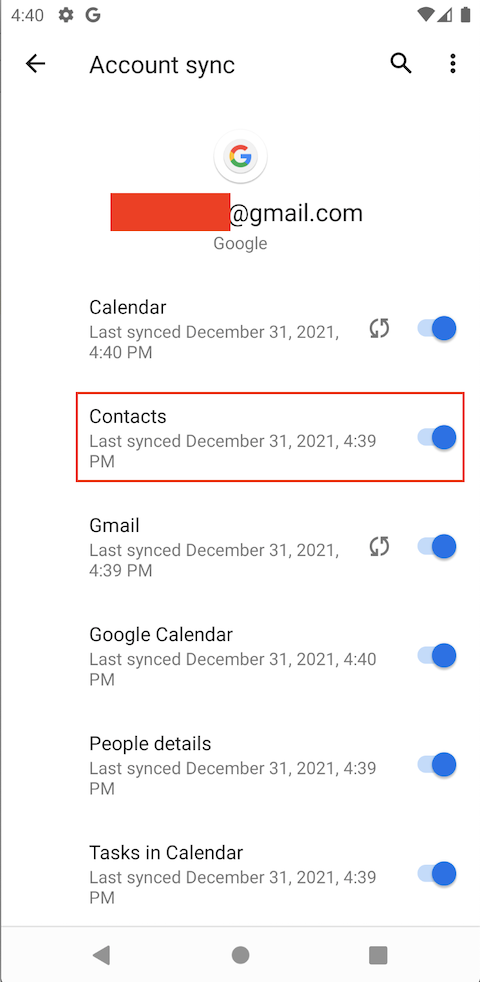 4:40
Account sync
@gmail.com
Google
Calendar
Last synced December 31, 2021,
4:40 PM
Contacts
Last synced December 31, 2021, 4:39
PM
Gmail
Last synced December 31, 2021,
4:39 PM
Google Calendar
Last synced December 31, 2021, 4:40
PM
People details
Last synced December 31, 2021, 4:39
PM
Tasks in Calendar
Last synced December 31, 2021, 4:39
PM